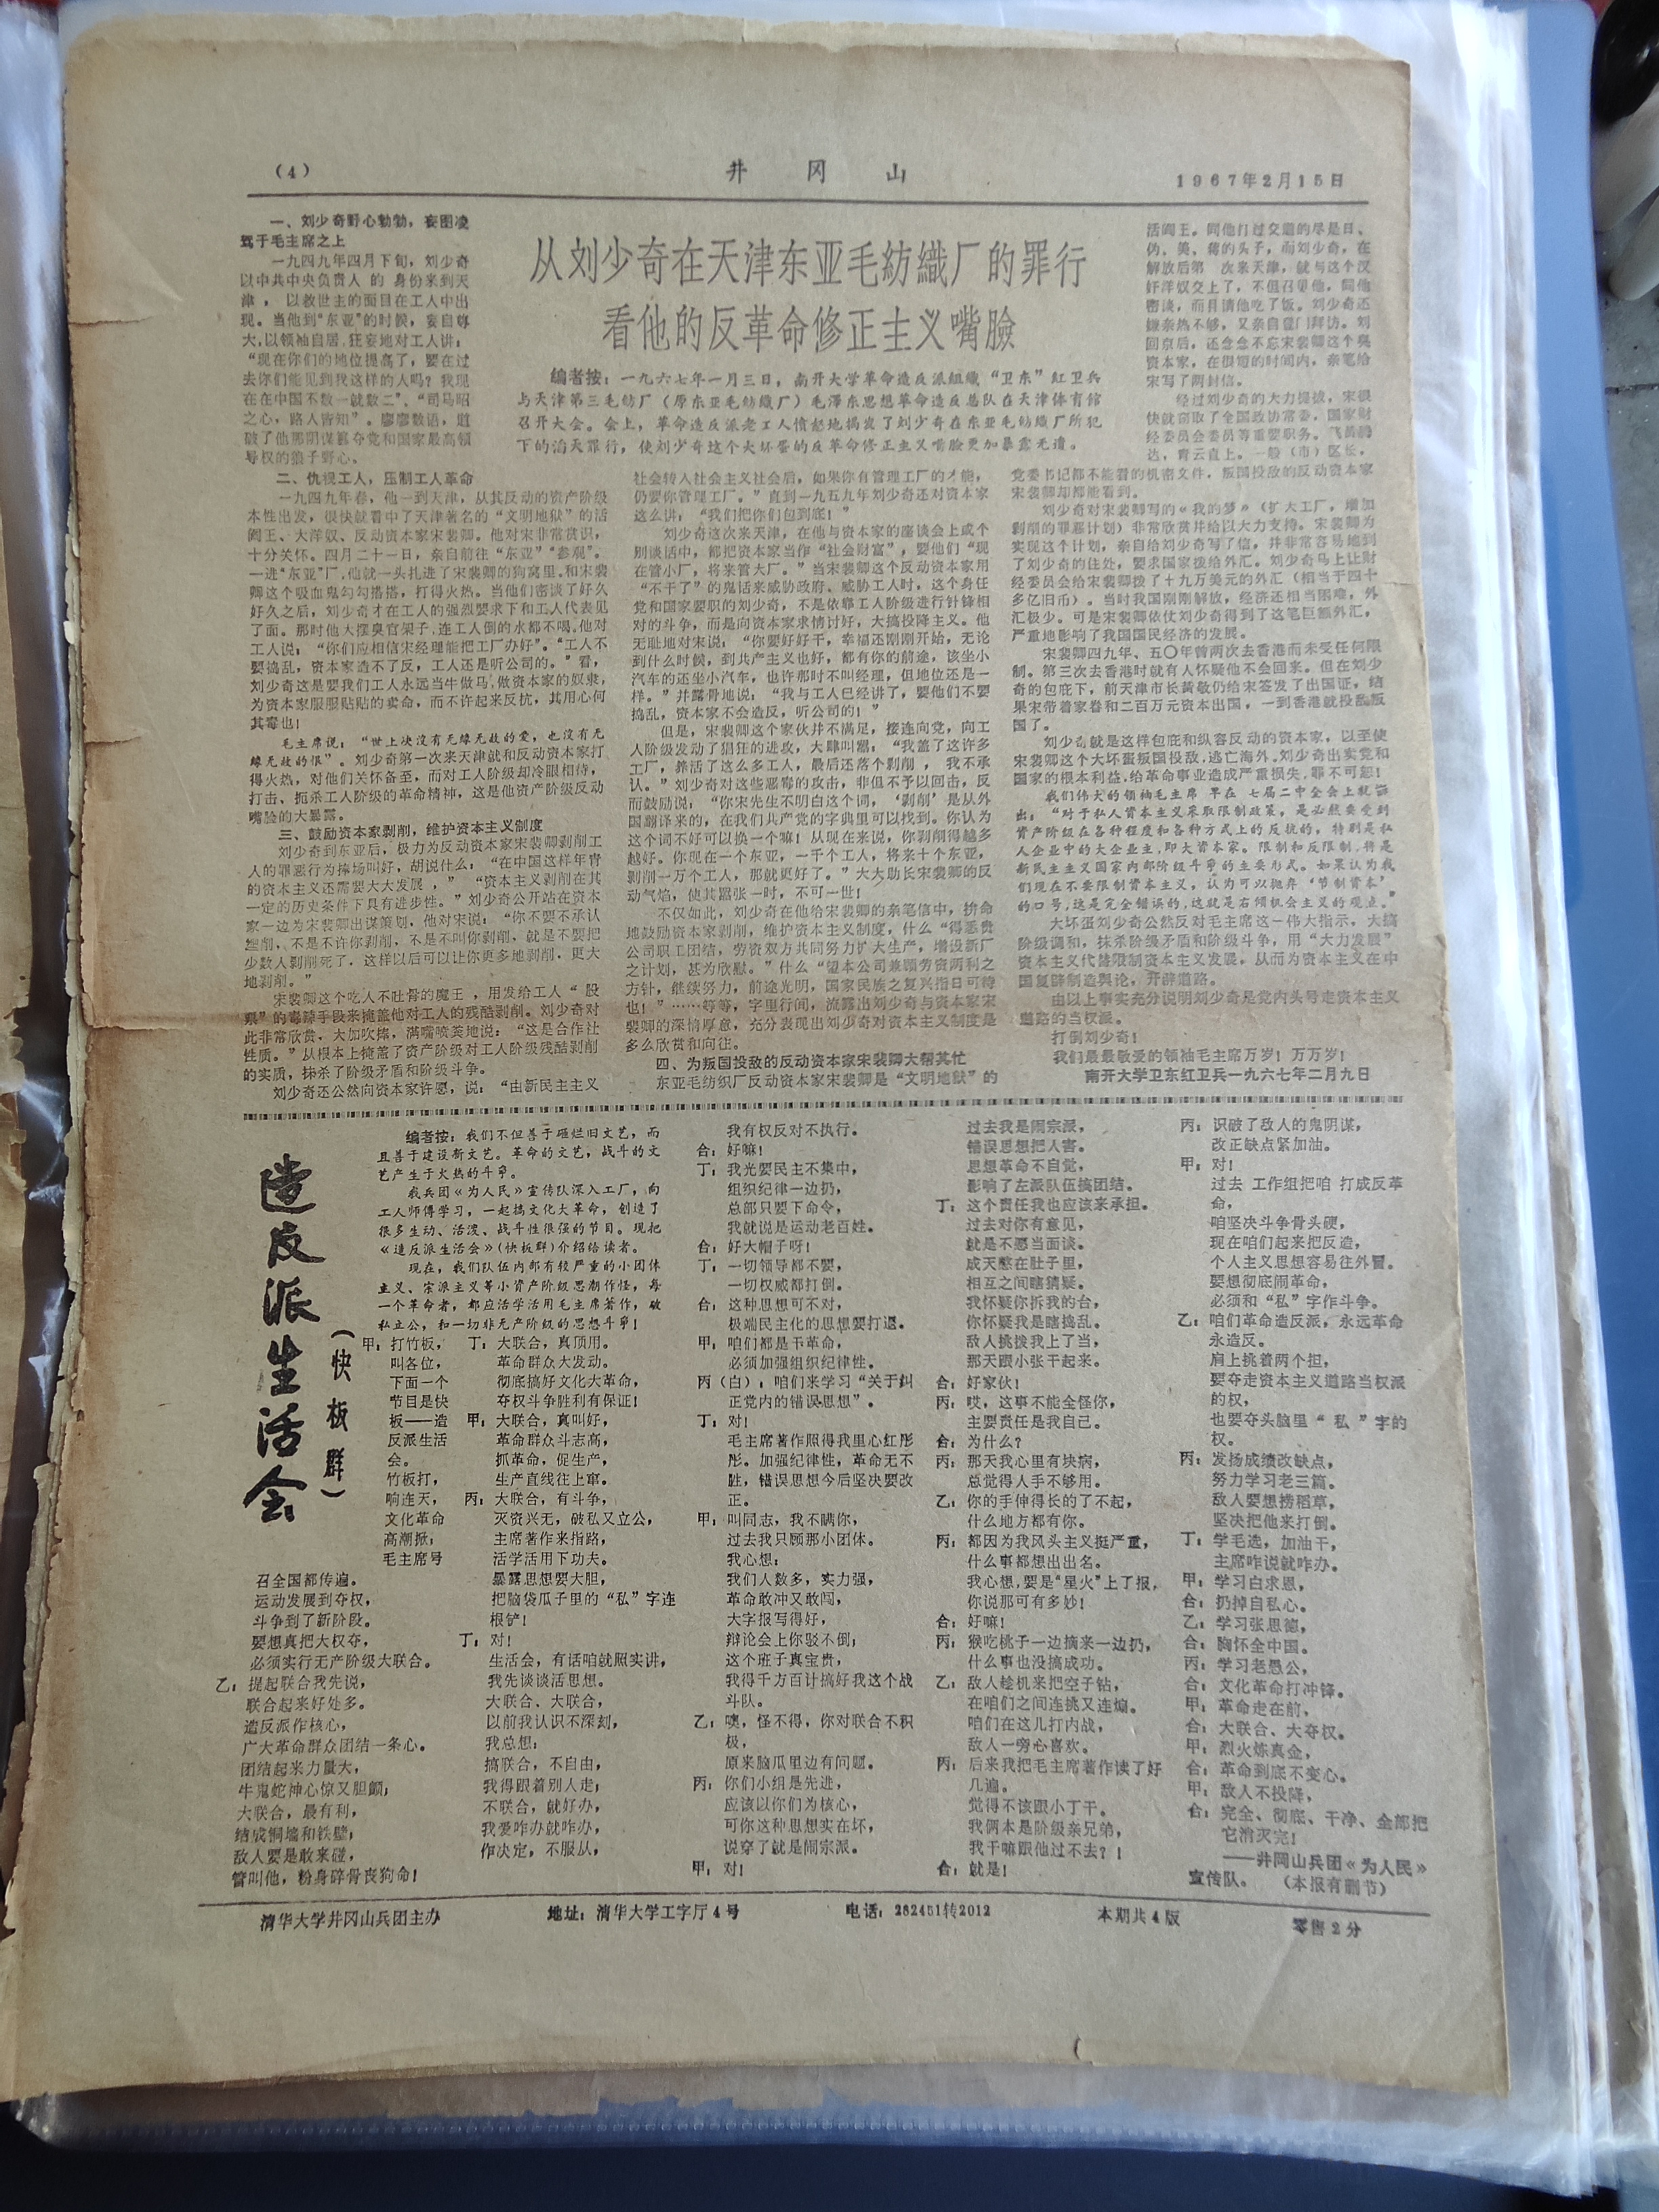 (4)
井 冈 山
1967年2月15日
从刘少奇在天津东亚毛紡織厂的罪行
看他的反革命修正主义嘴臉
编者按：一九六七年一月三日，南开大学革命造反派组织“卫东”红卫兵
与天津第三毛纺厂（原东亚毛纺织厂）毛泽东思想革命造反总队在天津体育馆
召开大会。会上，革命造反派老工人愤怒地揭发了刘少奇在东亚毛纺织厂所犯
下的滔天罪行，使刘少奇这个大坏蛋的反革命修正主义嘴脸更加暴露无遗。
一、刘少奇野心勃勃，妄图凌
驾于毛主席之上
一九四九年四月下旬，刘少奇
以中共中央负责人的身份来到天
津，以救世主的面目在工人中出
现。当他到“东亚”的时候，妄自尊
大，以领袖自居，狂妄地对工人讲：
“现在你们的地位提高了，要在过
去你们能见到我这样的人吗？我现
在在中国不数一就数二”。“司马昭
之心，路人皆知”。廖廖数语，道
破了他那阴谋篡夺党和国家最高领
导权的狼子野心。
二、仇视工人，压制工人革命
一九四九年春，他一到天津，从其反动的资产阶级
本性出发，很快就看中了天津著名的“文明地狱”的活
阎王、大洋奴、反动资本家宋裴卿。他对宋非常赏识，
十分关怀。四月二十一日，亲自前往“东亚”“参观”。
一进“东亚”厂，他就一头扎进了宋裴卿的狗窝里，和宋裴
卿这个吸血鬼勾勾搭搭，打得火热。当他们密谈了好久
好久之后，刘少奇才在工人的强烈要求下和工人代表见
了面。那时他大摆臭官架子，连工人倒的水都不喝。他对
工人说：“你们应相信宋经理能把工厂办好”。“工人不
要捣乱，资本家造不了反，工人还是听公司的。”看，
刘少奇这是要我们工人永远当牛做马，做资本家的奴隶，
为资本家服服贴贴的卖命，而不许起来反抗，其用心何
其毒也！
毛主席说：“世上决没有无缘无故的爱，也没有无
缘无故的恨”。刘少奇第一次来天津就和反动资本家打
得火热，对他们关怀备至，而对工人阶级却冷眼相待，
打击、扼杀工人阶级的革命精神，这是他资产阶级反动
嘴脸的大暴露。
三、鼓励资本家剥削，维护资本主义制度
刘少奇到东亚后，极力为反动资本家宋裴卿剥削工
人的罪恶行为捧场叫好，胡说什么：“在中国这样年青
的资本主义还需要大大发展，”“资本主义剥削在其
一定的历史条件下具有进步性。”刘少奇公开站在资本
家一边为宋裴卿出谋策划，他对宋说：“你不要不承认
剥削，不是不许你剥削，不是不叫你剥削，就是不要把
少数人剥削死了，这样以后可以让你更多地剥削，更大
地剥削。”
宋裴卿这个吃人不吐骨的魔王，用发给工人“股
票”的毒辣手段来掩盖他对工人的残酷剥削。刘少奇对
此非常欣赏，大加吹捧，满嘴喷粪地说：“这是合作社
性质。”从根本上掩盖了资产阶级对工人阶级残酷剥削
的实质，抹杀了阶级矛盾和阶级斗争。
刘少奇还公然向资本家许愿，说：“由新民主主义
社会转入社会主义社会后，如果你有管理工厂的才能，
仍要你管理工厂。”直到一九五九年刘少奇还对资本家
这么讲：“我们把你们包到底！”
刘少奇这次来天津，在他与资本家的座谈会上或个
别谈话中，都把资本家当作“社会财富”，要他们“现
在管小厂，将来管大厂。”当宋裴卿这个反动资本家用
“不干了”的鬼话来威胁政府、威胁工人时，这个身任
党和国家要职的刘少奇，不是依靠工人阶级进行针锋相
对的斗争，而是向资本家求情讨好，大搞投降主义。他
无耻地对宋说：“你要好好干，幸福还刚刚开始，无论
到什么时候，到共产主义也好，都有你的前途，该坐小
汽车的还坐小汽车，也许那时不叫经理，但地位还是一
样。”并露骨地说：“我与工人已经讲了，要他们不要
捣乱，资本家不会造反，听公司的！”
但是，宋裴卿这个家伙并不满足，接连向党，向工
人阶级发动了猖狂的进攻，大肆叫嚣：“我盖了这许多
工厂，养活了这么多工人，最后还落个剥削，我不承
认。”刘少奇对这些恶毒的攻击，非但不予以回击，反
而鼓励说：“你宋先生不明白这个词，‘剥削’是从外
国翻译来的，在我们共产党的字典里可以找到。你认为
这个词不好可以换一个嘛！从现在来说，你剥削得越多
越好。你现在一个东亚，一千个工人，将来十个东亚，
剥削一万个工人，那就更好了。”大大助长宋裴卿的反
动气焰，使其嚣张一时，不可一世！
不仅如此，刘少奇在他给宋裴卿的亲笔信中，拚命
地鼓励资本家剥削，维护资本主义制度，什么“得悉贵
公司职工团结，劳资双方共同努力扩大生产，增设新厂
之计划，甚为欣慰。”什么“望本公司兼顾劳资两利之
方针，继续努力，前途光明，国家民族之复兴指日可待
也！”……等等，字里行间，流露出刘少奇与资本家宋
裴卿的深情厚意，充分表现出刘少奇对资本主义制度是
多么欣赏和向往。
四、为叛国投敌的反动资本家宋裴卿大帮其忙
东亚毛纺织厂反动资本家宋裴卿是“文明地狱”的
活阎王，同他打过交道的尽是日、
伪、美、蒋的头子，而刘少奇，在
解放后第 次来天津，就与这个汉
奸洋奴交上了，不但召见他，同他
密谈，而且请他吃了饭。刘少奇还
嫌亲热不够，又亲自登门拜访。刘
回京后，还念念不忘宋裴卿这个臭
资本家，在很短的时间内，亲笔给
宋写了两封信。
经过刘少奇的大力提拔，宋很
快就窃取了全国政协常委、国家财
经委员会委员等重要职务。飞黄腾
达，青云直上。一般（市）区长，
党委书记都不能看的机密文件，叛国投敌的反动资本家
宋裴卿却都能看到。
刘少奇对宋裴卿写的《我的梦》（扩大工厂，增加
剥削的罪恶计划）非常欣赏并给以大力支持。宋裴卿为
实现这个计划，亲自给刘少奇写了信，并非常容易地到
了刘少奇的住处，要求国家拨给外汇。刘少奇马上让财
经委员会给宋裴卿拨了十九万美元的外汇（相当于四十
多亿旧币）。当时我国刚刚解放，经济还相当困难，外
汇极少。可是宋裴卿依仗刘少奇得到了这笔巨额外汇，
严重地影响了我国国民经济的发展。
宋裴卿四九年、五〇年曾两次去香港而未受任何限
制。第三次去香港时就有人怀疑他不会回来。但在刘少
奇的包庇下，前天津市长黄敬仍给宋签发了出国证，结
果宋带着家眷和二百万元资本出国，一到香港就投敌叛
国了。
刘少奇就是这样包庇和纵容反动的资本家，以至使
宋裴卿这个大坏蛋叛国投敌，逃亡海外。刘少奇出卖党和
国家的根本利益，给革命事业造成严重损失，罪不可恕！
我们伟大的领袖毛主席早在七届二中全会上就指
出：“对于私人资本主义采取限制政策，是必然要受到
资产阶级在各种程度和各种方式上的反抗的，特别是私
人企业中的大企业主，即大资本家。限制和反限制，将是
新民主主义国家内部阶级斗争的主要形式。如果认为我
们现在不要限制资本主义，认为可以抛弃‘节制资本’
的口号，这是完全错误的，这就是右倾机会主义的观点。”
大坏蛋刘少奇公然反对毛主席这一伟大指示，大搞
阶级调和，抹杀阶级矛盾和阶级斗争，用“大力发展”
资本主义代替限制资本主义发展，从而为资本主义在中
国复辟制造舆论，开辟道路。
由以上事实充分说明刘少奇是党内头号走资本主义
道路的当权派。
打倒刘少奇！
我们最最敬爱的领袖毛主席万岁！万万岁！
南开大学卫东红卫兵一九六七年二月九日
造反派生活会
（快板群）
编者按：我们不但善于砸烂旧文艺，而
且善于建设新文艺。革命的文艺，战斗的文
艺产生于火热的斗争。
我兵团《为人民》宣传队深入工厂，向
工人师傅学习，一起搞文化大革命，创造了
很多生动、活泼、战斗性很强的节目。现把
《造反派生活会》（快板群）介绍给读者。
现在，我们队伍内部有较严重的小团体
主义、宗派主义等小资产阶级思潮作怪，每
一个革命者，都应活学活用毛主席著作，破
私立公，和一切非无产阶级的思想斗争！
甲：打竹板，
叫各位，
下面一个
节目是快
板——造
反派生活
会。
竹板打，
响连天，
文化革命
高潮掀；
毛主席号
召全国都传遍。
运动发展到夺权，
斗争到了新阶段。
要想真把大权夺，
必须实行无产阶级大联合。
乙：提起联合我先说，
联合起来好处多。
造反派作核心，
广大革命群众团结一条心。
团结起来力量大，
牛鬼蛇神心惊又胆颤；
大联合，最有利，
结成铜墙和铁壁；
敌人要是敢来碰，
管叫他，粉身碎骨丧狗命！
丁：大联合，真顶用。
革命群众大发动。
彻底搞好文化大革命，
夺权斗争胜利有保证！
甲：大联合，真叫好，
革命群众斗志高，
抓革命，促生产，
生产直线往上窜。
丙：大联合，有斗争，
灭资兴无，破私又立公，
主席著作来指路，
活学活用下功夫。
暴露思想要大胆，
把脑袋瓜子里的“私”字连
根铲！
丁：对！
生活会，有话咱就照实讲，
我先谈谈活思想。
大联合、大联合，
以前我认识不深刻，
我总想：
搞联合，不自由，
我得跟着别人走；
不联合，就好办，
我爱咋办就咋办，
作决定，不服从，
我有权反对不执行。
合：好嘛！
丁：我光要民主不集中，
组织纪律一边扔，
总部只要下命令，
我就说是运动老百姓。
合：好大帽子呀！
丁：一切领导都不要，
一切权威都打倒。
合：这种思想可不对，
极端民主化的思想要打退。
甲：咱们都是干革命，
必须加强组织纪律性。
丙（白）：咱们来学习“关于纠
正党内的错误思想”。
丁：对！
毛主席著作照得我里心红彤
彤。加强纪律性，革命无不
胜，错误思想今后坚决要改
正。
甲：叫同志，我不瞒你，
过去我只顾那小团体。
我心想：
我们人数多，实力强，
革命敢冲又敢闯，
大字报写得好，
辩论会上你驳不倒；
这个班子真宝贵，
我得千方百计搞好我这个战
斗队。
乙：噢，怪不得，你对联合不积
极，
原来脑瓜里边有问题。
丙：你们小组是先进，
应该以你们为核心，
可你这种思想实在坏，
说穿了就是闹宗派。
甲：对！
过去我是闹宗派，
错误思想把人害。
思想革命不自觉，
影响了左派队伍搞团结。
丁：这个责任我也应该来承担。
过去对你有意见，
就是不愿当面谈。
成天憋在肚子里，
相互之间瞎猜疑。
我怀疑你拆我的台，
你怀疑我是瞎捣乱。
敌人挑拨我上了当，
那天跟小张干起来。
合：好家伙！
丙：哎，这事不能全怪你，
主要责任是我自己。
合：为什么？
丙：那天我心里有块病，
总觉得人手不够用。
乙：你的手伸得长的了不起，
什么地方都有你。
丙：都因为我风头主义挺严重，
什么事都想出出名。
我心想，要是“星火”上了报，
你说那可有多妙！
合：好嘛！
丙：猴吃桃子一边摘来一边扔，
什么事也没搞成功。
乙：敌人趁机来把空子钻，
在咱们之间连挑又连煽。
咱们在这儿打内战，
敌人一旁心喜欢。
丙：后来我把毛主席著作读了好
几遍。
觉得不该跟小丁干。
我俩本是阶级亲兄弟，
我干嘛跟他过不去？！
合：就是！
丙：识破了敌人的鬼阴谋，
改正缺点紧加油。
甲：对！
过去工作组把咱打成反革
命，
咱坚决斗争骨头硬，
现在咱们起来把反造，
个人主义思想容易往外冒。
要想彻底闹革命，
必须和“私”字作斗争。
乙：咱们革命造反派，永远革命
永造反。
肩上挑着两个担，
要夺走资本主义道路当权派
的权，
也要夺头脑里“私”字的
权。
丙：发扬成绩改缺点，
努力学习老三篇。
敌人要想捞稻草，
坚决把他来打倒。
丁：学毛选，加油干，
主席咋说就咋办。
甲：学习白求恩，
合：扔掉自私心。
乙：学习张思德，
合：胸怀全中国。
丙：学习老愚公，
合：文化革命打冲锋。
甲：革命走在前，
合：大联合、大夺权。
甲：烈火炼真金，
合：革命到底不变心。
甲：敌人不投降，
合：完全、彻底、干净、全部把
它消灭完！
——井冈山兵团《为人民》
宣传队。（本报有删节）
清华大学井冈山兵团主办
地址：清华大学工字厅4号
电话：282451转2012
本期共4版
零售2分